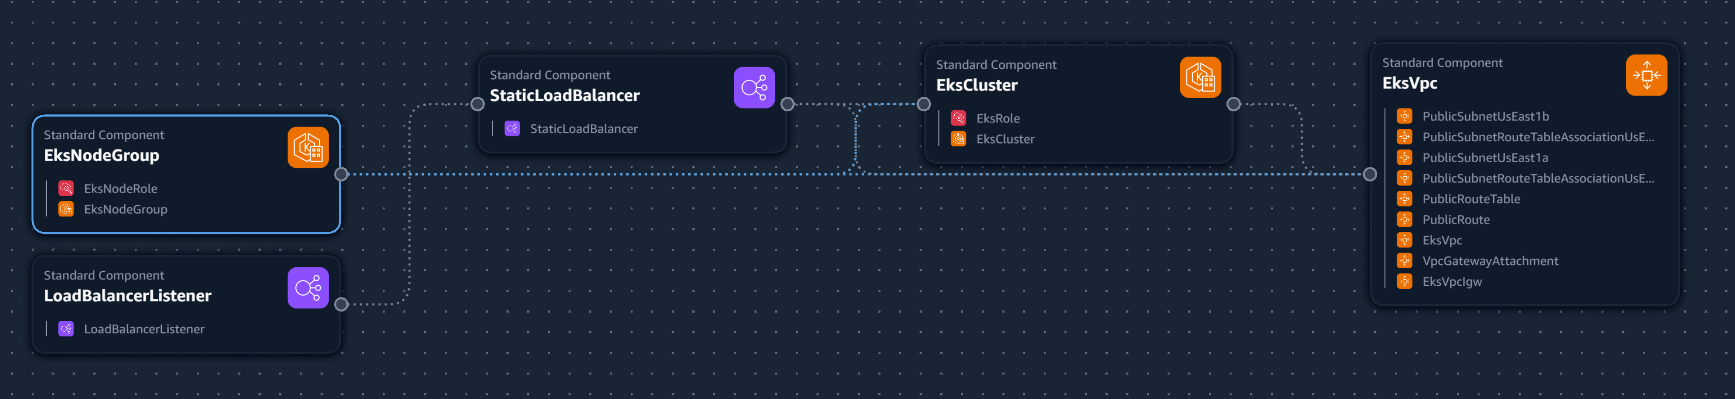 Standard Component
EksNodeGroup
EksNodeRole
EksNodeGroup
Standard Component
LoadBalancerListener
LoadBalancerListener
Standard Component
StaticLoadBalancer
StaticLoadBalancer
Standard Component
EksCluster
EksRole
EksCluster
Standard Component
EksVpc
PublicSubnetUsEast1b
PublicSubnetRouteTableAssociationUsE...
PublicSubnetUsEast1a
PublicSubnetRouteTableAssociationUsE...
PublicRouteTable
PublicRoute
EksVpc
VpcGatewayAttachment
EksVpcIgw